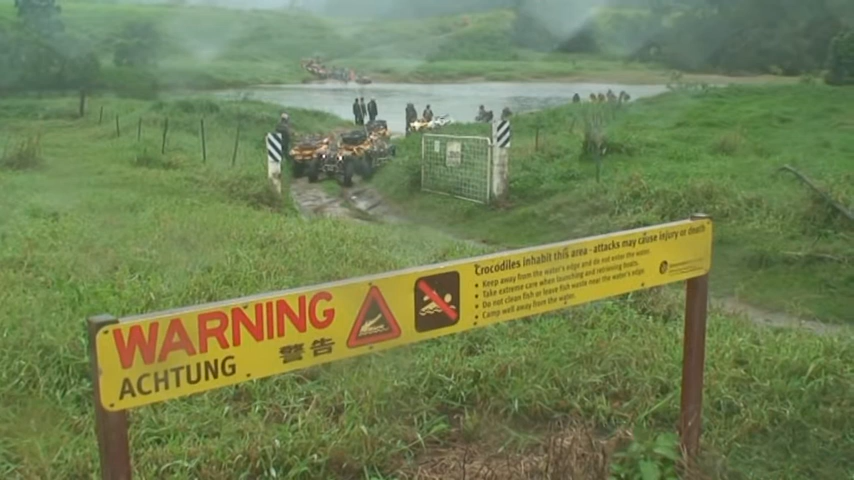 WARNING
ACHTUNG 警告
Crocodiles inhabit this area - attacks may cause injury or death
• Keep away from the water's edge and do not enter the water.
• Take extreme care when launching and retrieving boats.
• Do not clean fish or leave fish waste near the water's edge.
• Camp well away from the water.